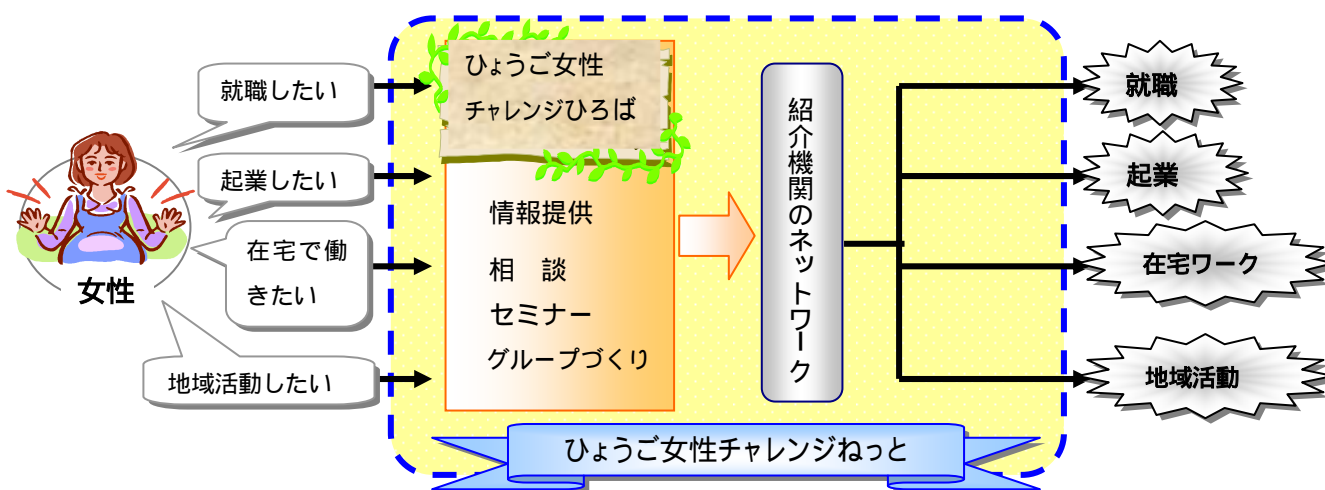 就職したい
起業したい
在宅で働
きたい
地域活動したい
女性
ひょうご女性
チャレンジひろば
情報提供
相　談
セミナー
グループづくり
紹介機関のネットワーク
就職
起業
在宅ワーク
地域活動
ひょうご女性チャレンジねっと